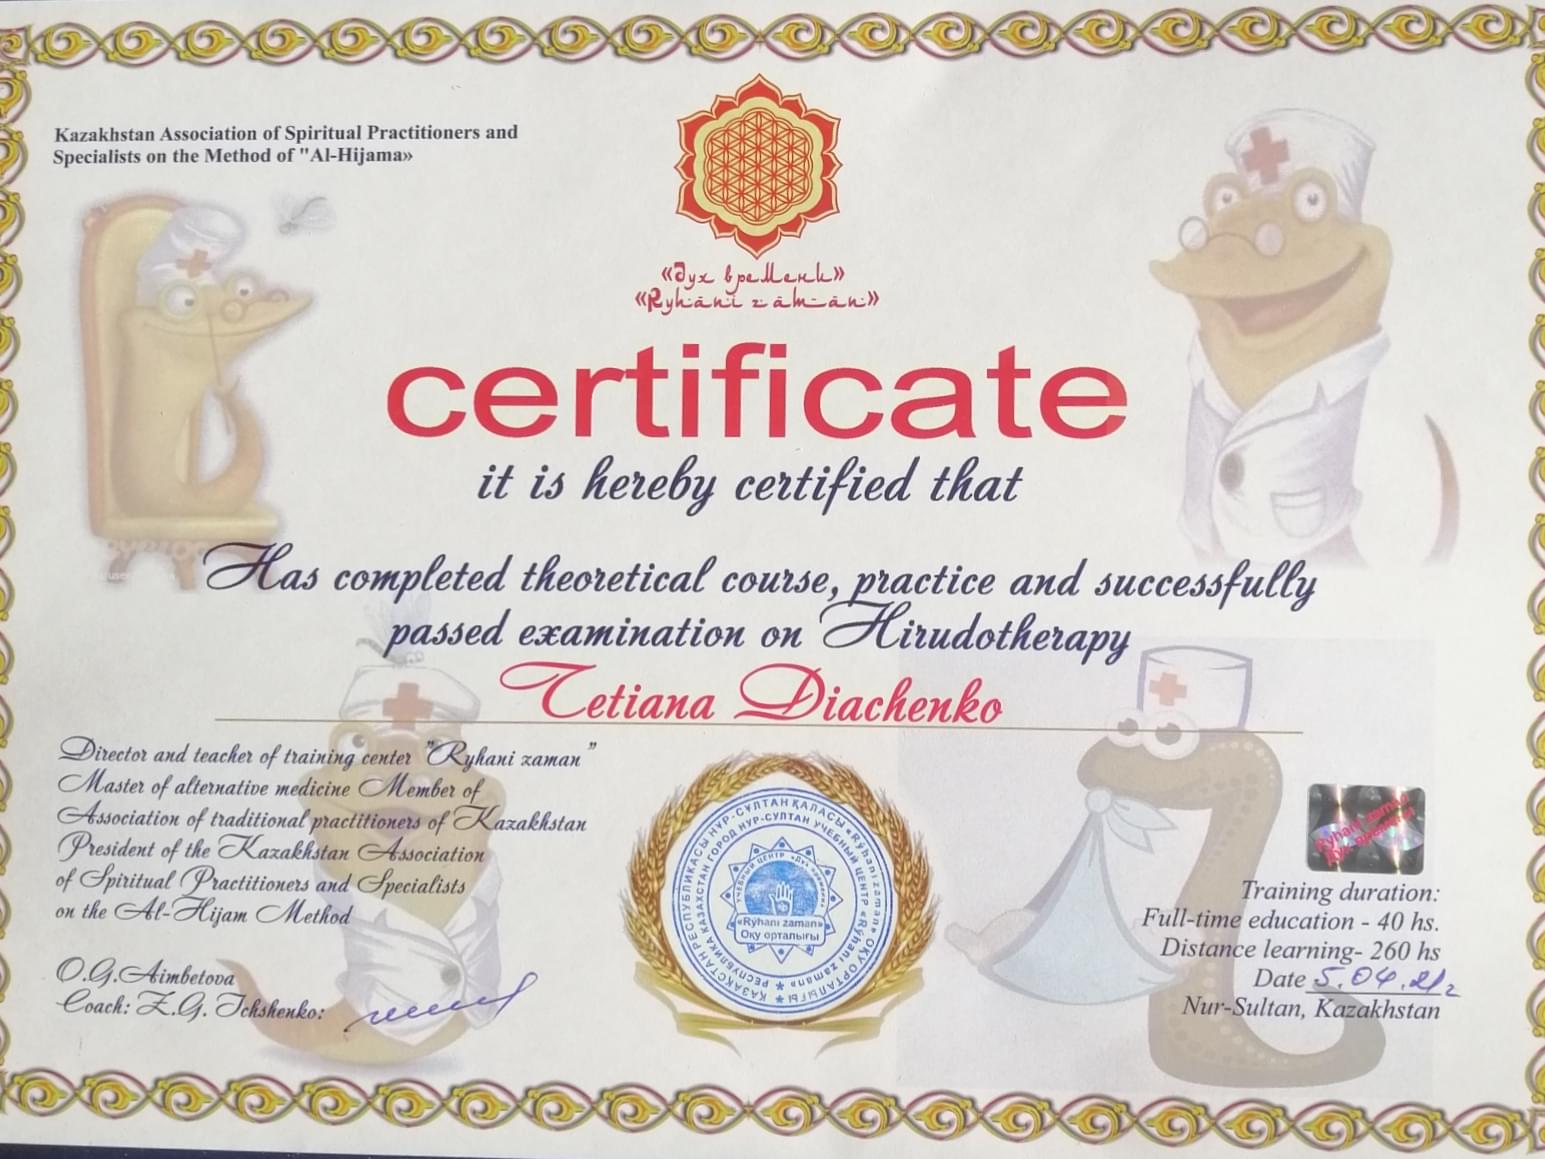 Kazakhstan Association of Spiritual Practitioners and
Specialists on the Method of "Al-Hijama»
«Дух времени»
«Ryhani zaman»
certificate
it is hereby certified that
Has completed theoretical course, practice and successfully
passed examination on Hirudotherapy
Tetiana Diachenko
Director and teacher of training center "Ryhani zaman"
Master of alternative medicine Member of
Association of traditional practitioners of Kazakhstan
President of the Kazakhstan Association
of Spiritual Practitioners and Specialists
on the Al-Hijam Method
O.G.Aimbetova
Coach: Z.G. Ichshenko:
ҚАЗАҚСТАН РЕСПУБЛИКАСЫ НҰР-СҰЛТАН ҚАЛАСЫ «Rýhanı zaman» ОҚУ ОРТАЛЫҒЫ
РЕСПУБЛИКА КАЗАХСТАН ГОРОД НУР-СУЛТАН УЧЕБНЫЙ ЦЕНТР «Rýhanı zaman»
УЧЕБНЫЙ ЦЕНТР «Дух времени»
«Rýhanı zaman»
Оқу орталығы
Ryhani zaman
Training duration:
Full-time education - 40 hs.
Distance learning- 260 hs
Date 5.04.21г
Nur-Sultan, Kazakhstan